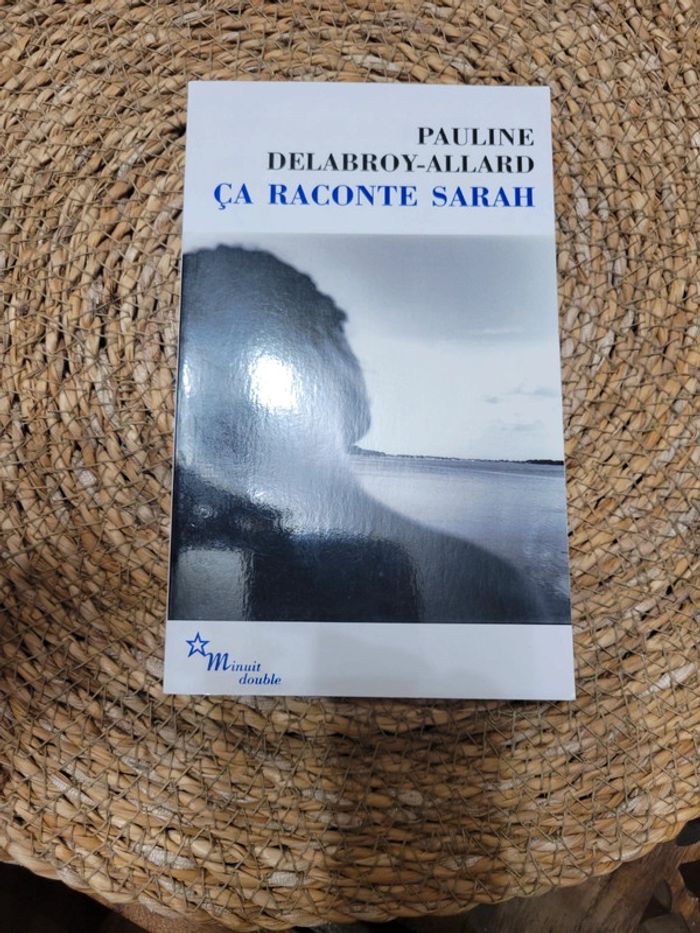 PAULINE
DELABROY-ALLARD
ÇA RACONTE SARAH
Minuit
double